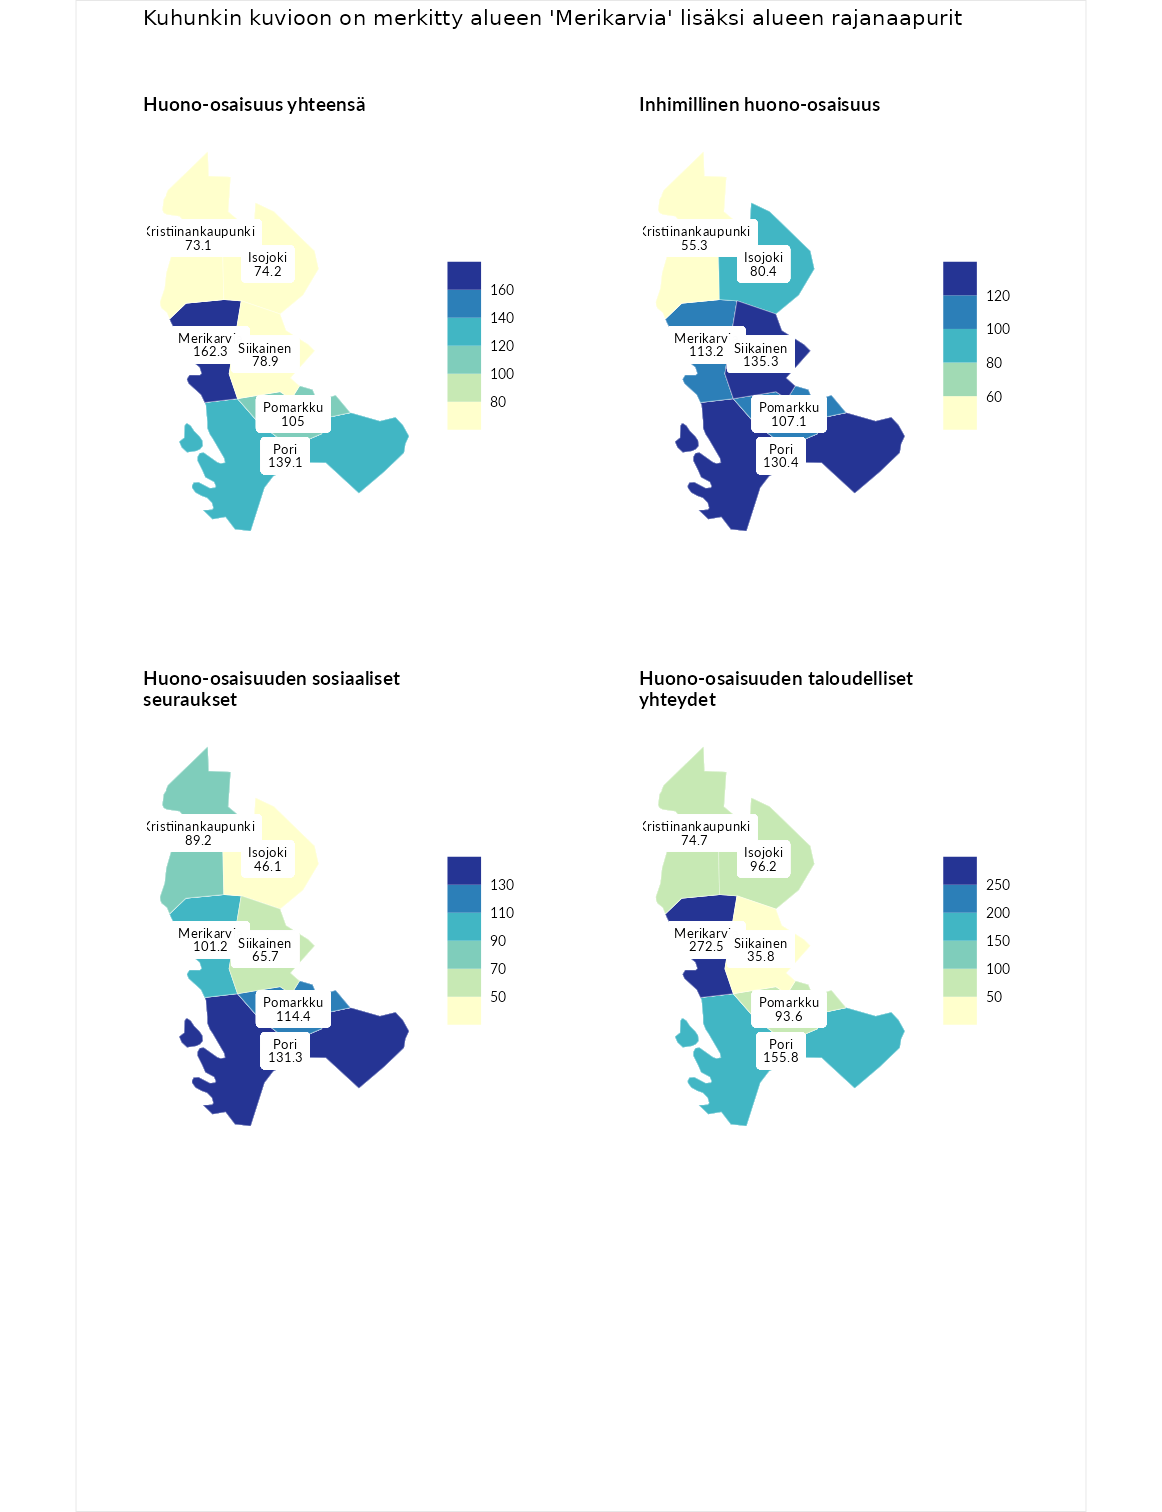 Kuhunkin kuvioon on merkitty alueen 'Merikarvia' lisäksi alueen rajanaapurit
Huono-osaisuus yhteensä
Kristiinankaupunki
73.1
Isojoki
74.2
Merikarvi
162.3
Siikainen
78.9
Pomarkku
105
Pori
139.1
160
140
120
100
80
Inhimillinen huono-osaisuus
Kristiinankaupunki
55.3
Isojoki
80.4
Merikarvi
113.2
Siikainen
135.3
Pomarkku
107.1
Pori
130.4
120
100
80
60
Huono-osaisuuden sosiaaliset
seuraukset
Kristiinankaupunki
89.2
Isojoki
46.1
Merikarvi
101.2
Siikainen
65.7
Pomarkku
114.4
Pori
131.3
130
110
90
70
50
Huono-osaisuuden taloudelliset
yhteydet
Kristiinankaupunki
74.7
Isojoki
96.2
Merikarvi
272.5
Siikainen
35.8
Pomarkku
93.6
Pori
155.8
250
200
150
100
50